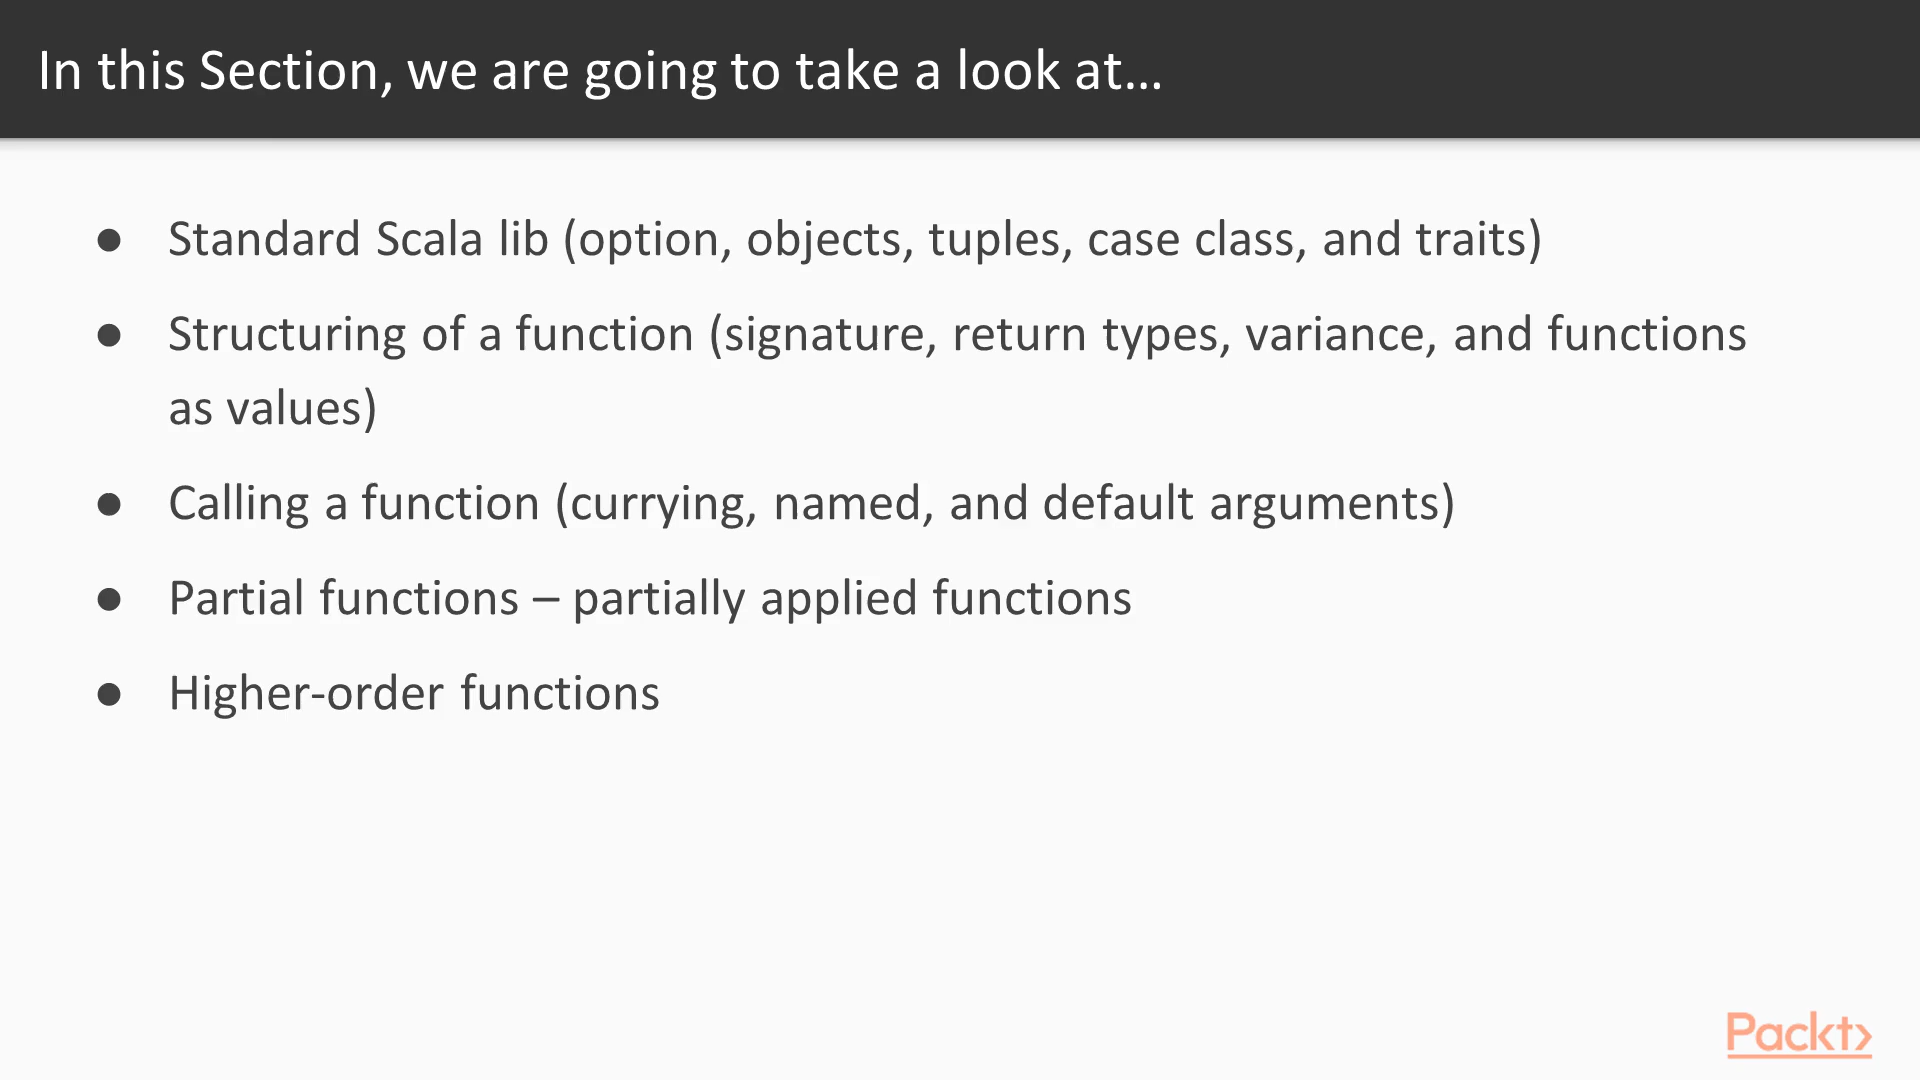 In this Section, we are going to take a look at…
● Standard Scala lib (option, objects, tuples, case class, and traits)
● Structuring of a function (signature, return types, variance, and functions
as values)
● Calling a function (currying, named, and default arguments)
● Partial functions – partially applied functions
● Higher-order functions
Packt>